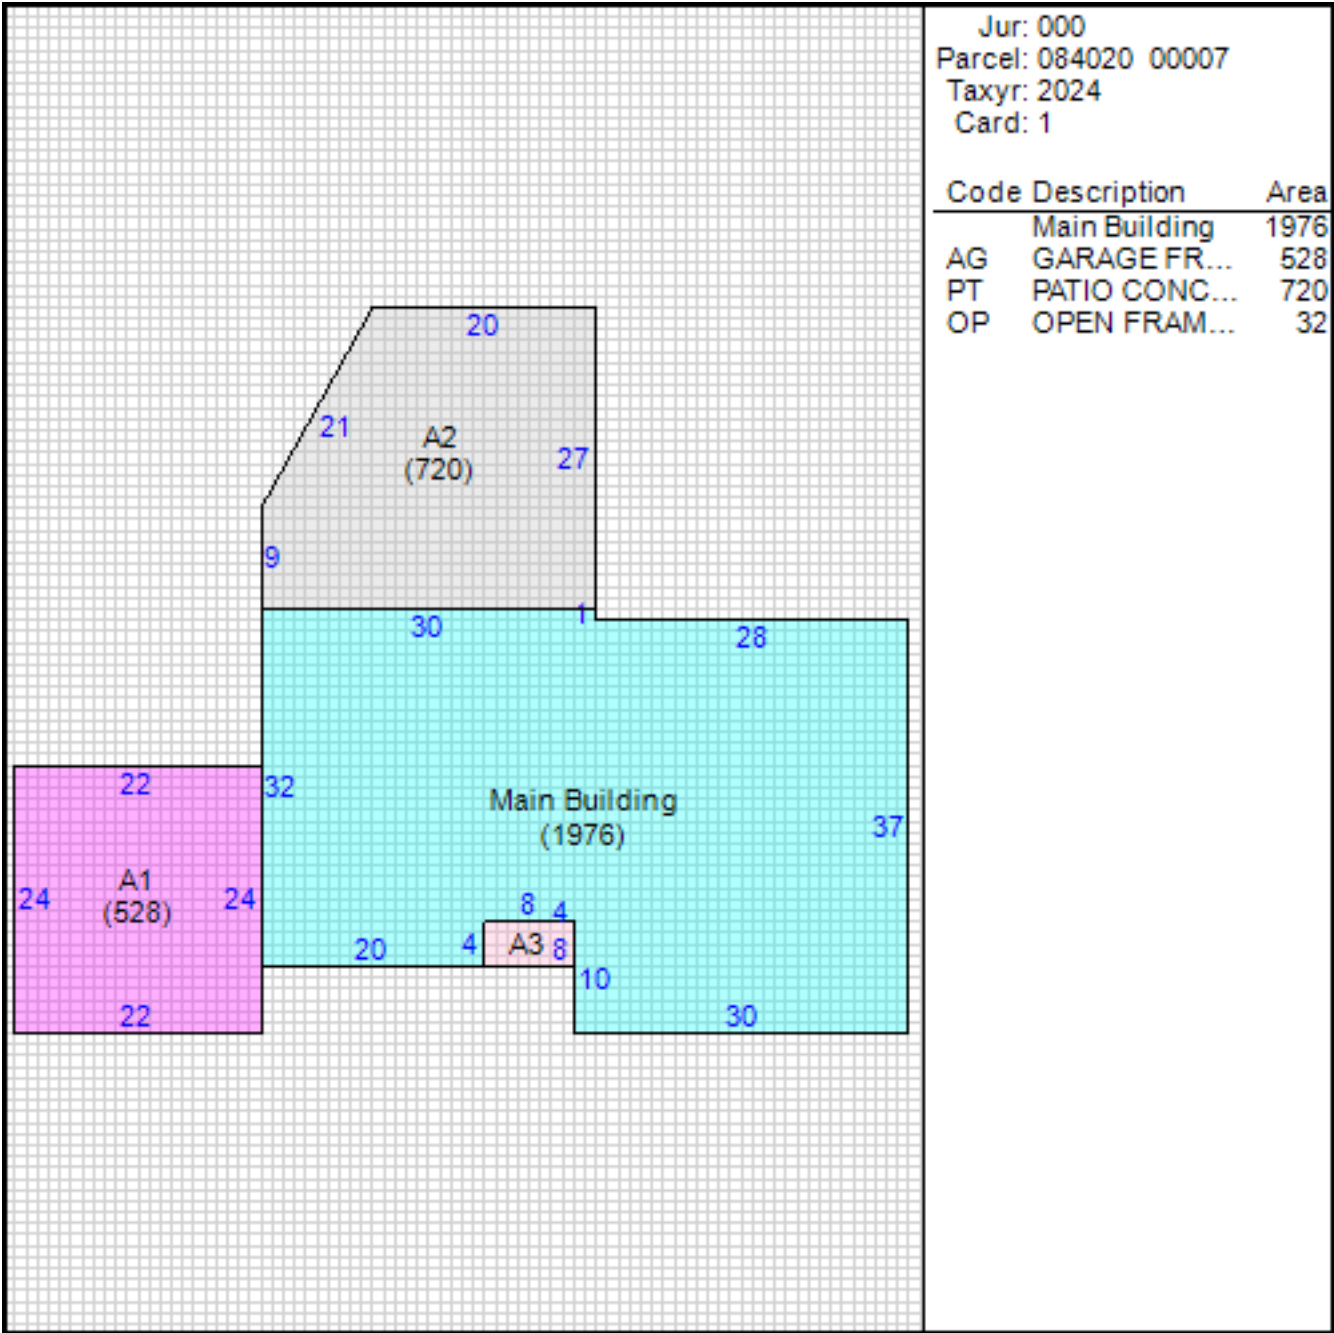 Jur: 000
Parcel: 084020 00007
Taxyr: 2024
Card: 1
Code Description Area
Main Building 1976
AG GARAGE FR... 528
PT PATIO CONC... 720
OP OPEN FRAM... 32
20
21
A2
(720)
27
9
30
1
28
22
32
Main Building
(1976)
37
A1
(528)
24
24
8
4
20
4
A3
8
10
22
30